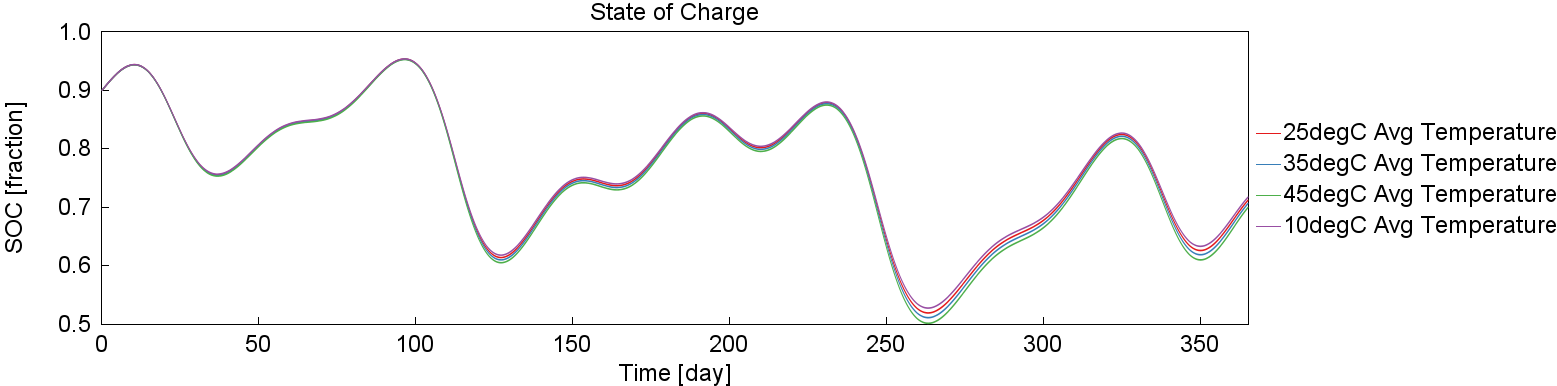 State of Charge
1.0
0.9
0.8
0.7
0.6
0.5
SOC [fraction]
0 50 100 150 200 250 300 350
Time [day]
25degC Avg Temperature
35degC Avg Temperature
45degC Avg Temperature
10degC Avg Temperature